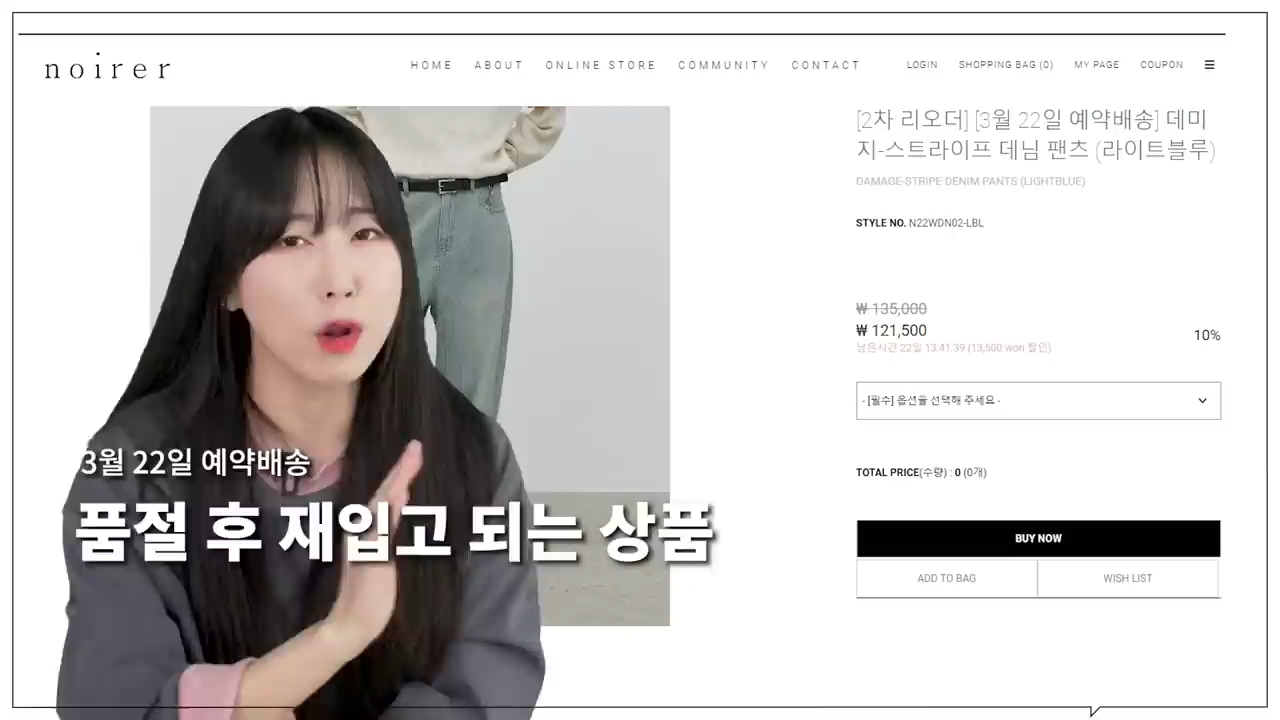 noirer
HOME ABOUT ONLINE STORE COMMUNITY CONTACT LOGIN SHOPPING BAG (0) MY PAGE COUPON
[2차 리오더] [3월 22일 예약배송] 데미
지-스트라이프 데님 팬츠 (라이트블루)
DAMAGE-STRIPE DENIM PANTS (LIGHTBLUE)
STYLE NO. N22WDN02-LBL
₩ 135,000
₩ 121,500
10%
남은시간 22일 13:41:39 (13,500 won 할인)
- [필수] 옵션을 선택해 주세요 -
3월 22일 예약배송
TOTAL PRICE(수량) : 0 (0개)
품절 후 재입고 되는 상품
BUY NOW
ADD TO BAG WISH LIST